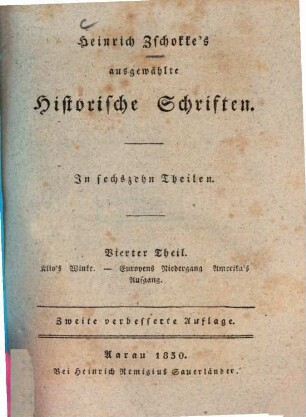 Heinrich Zschokke's
ausgewählte
Historische Schriften.
In sechszehn Theilen.
Vierter Theil.
Klio's Winke. — Europens Niedergang Amerika's
Aufgang.
Zweite verbesserte Auflage.
Aarau 1830.
Bei Heinrich Remigius Sauerländer.